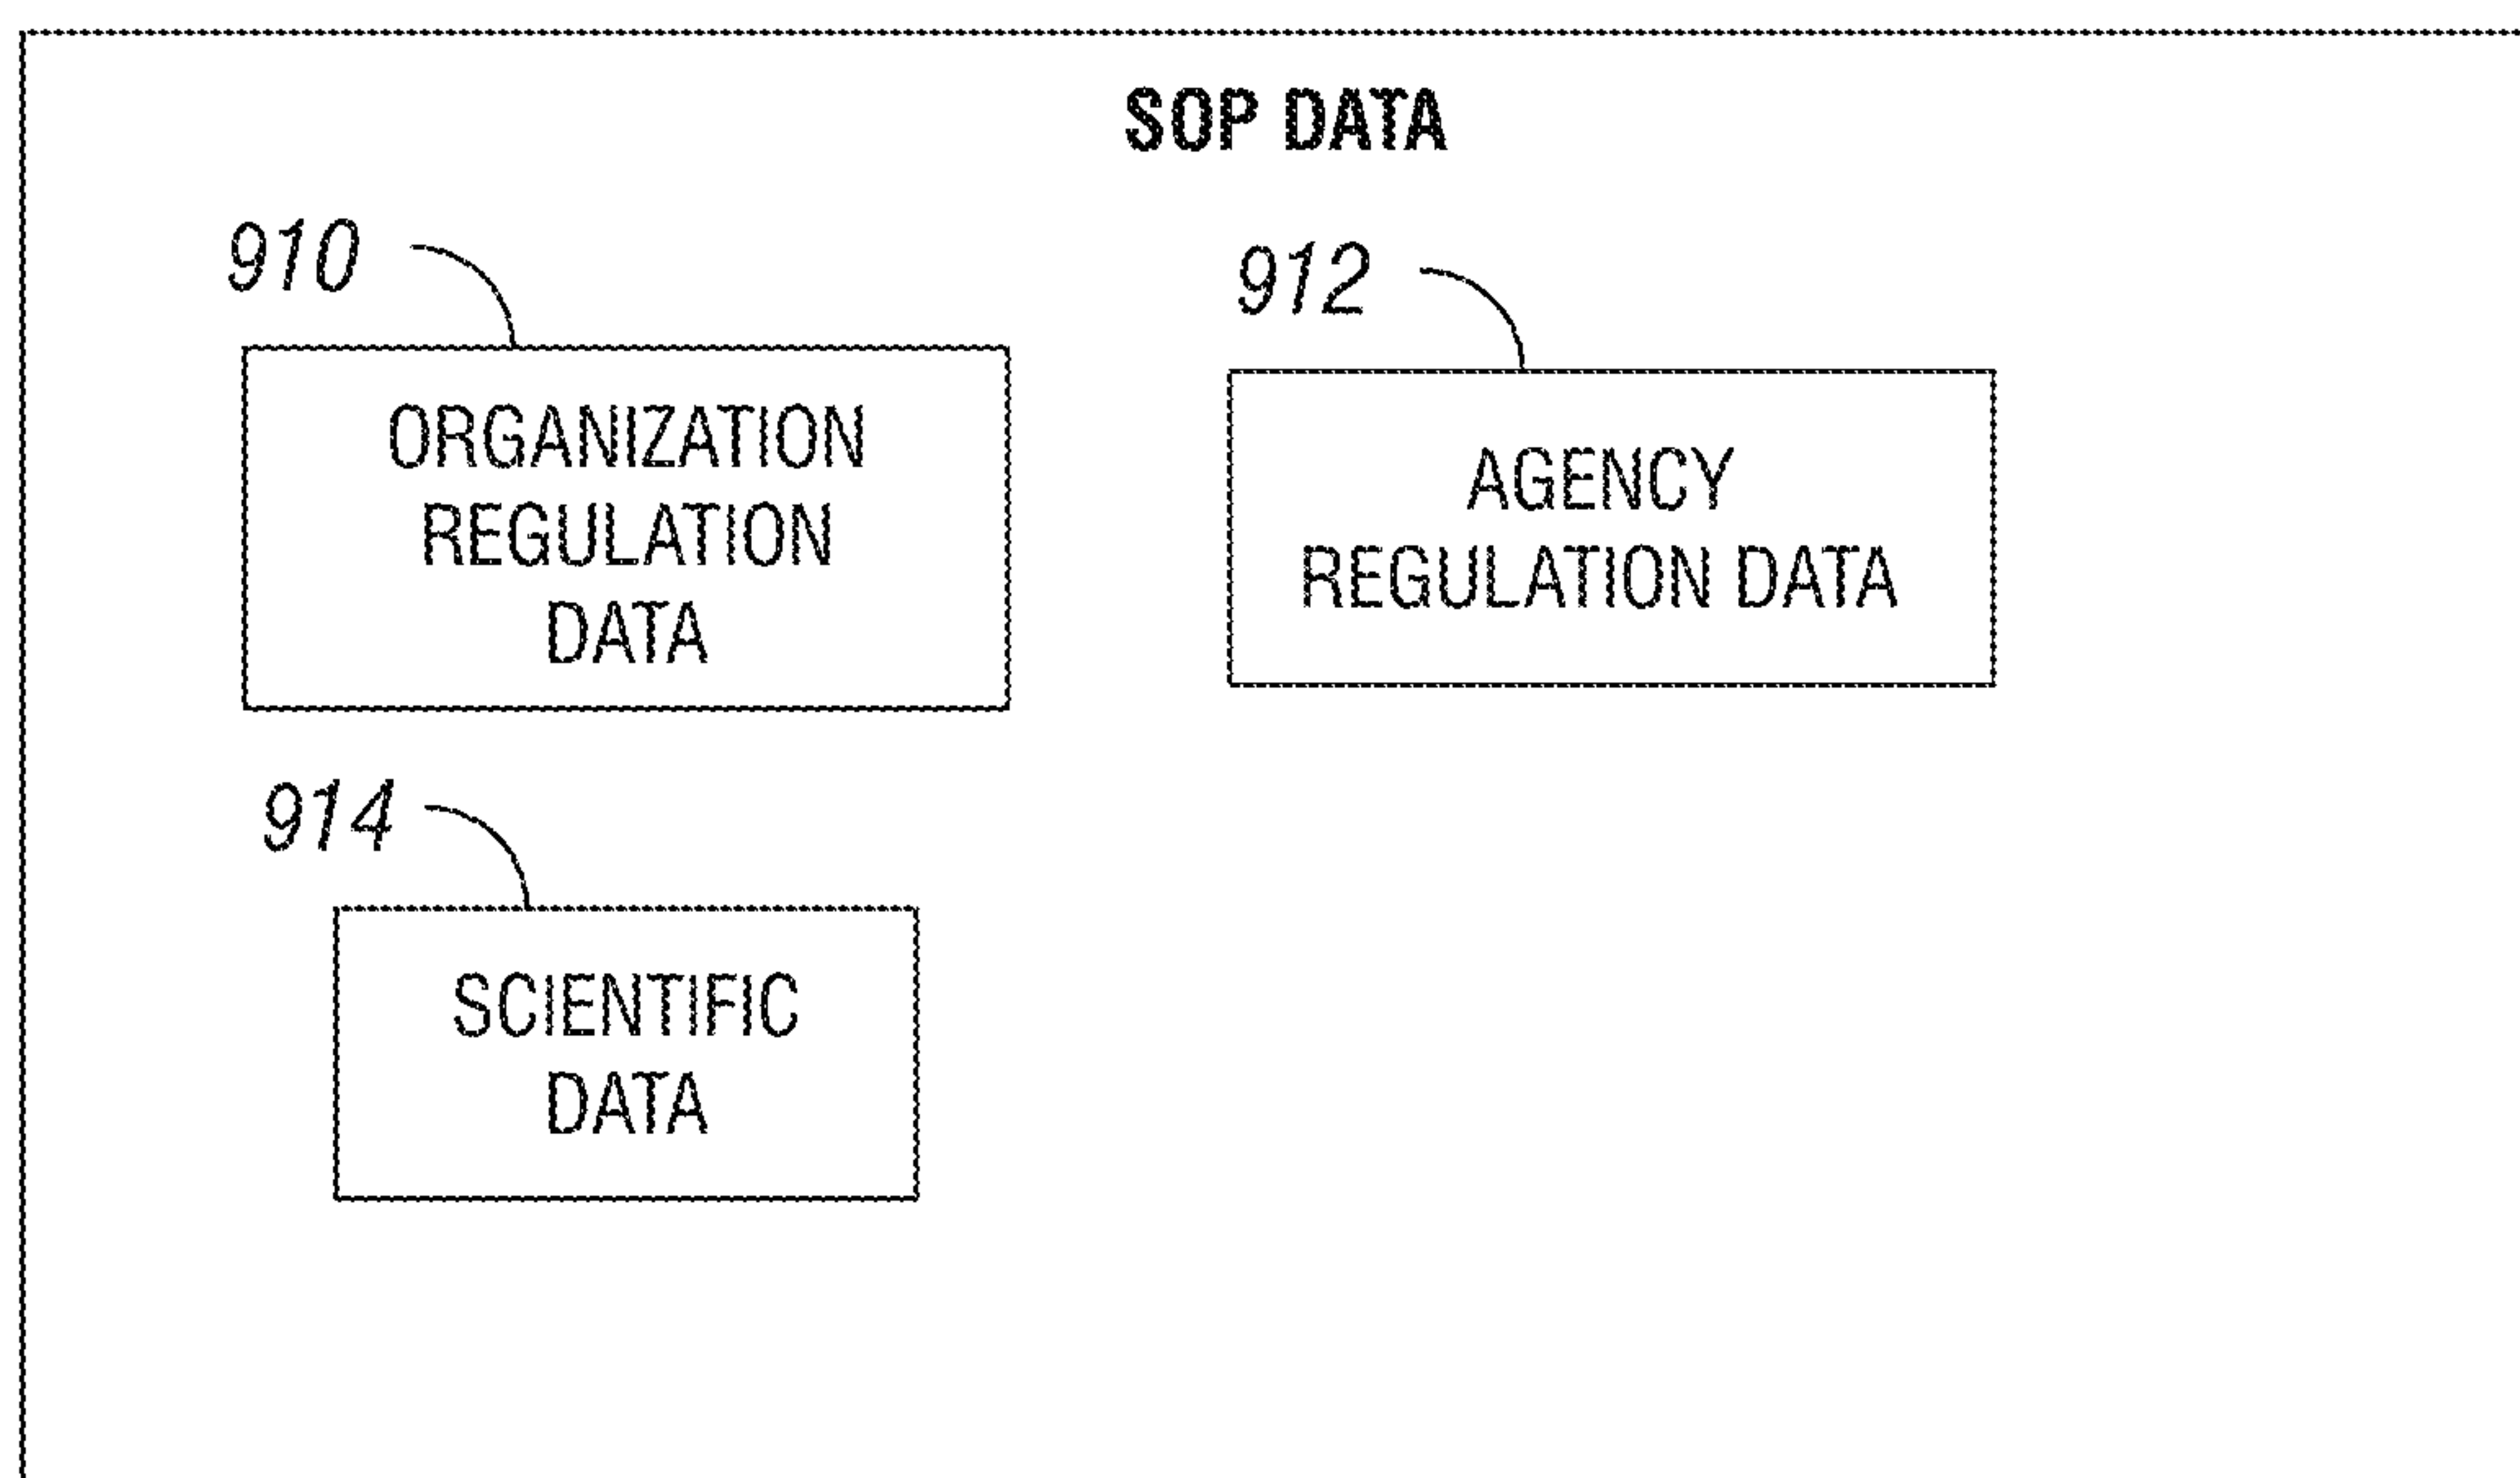 SOP DATA
910
912
ORGANIZATION
REGULATION
DATA
AGENCY
REGULATION DATA
914
SCIENTIFIC
DATA